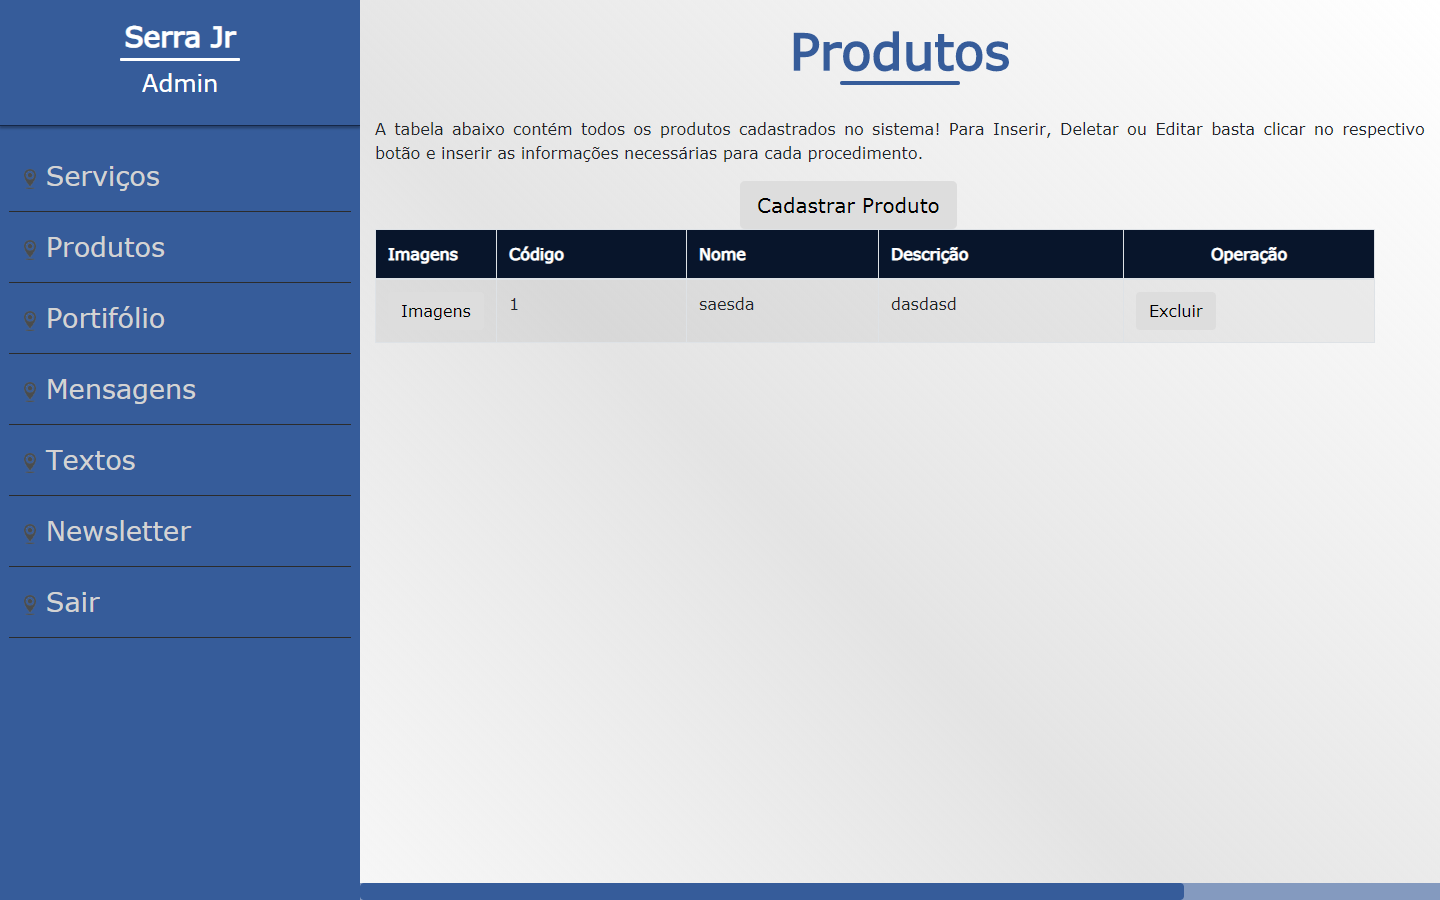 Serra Jr
Admin
Serviços
Produtos
Portifólio
Mensagens
Textos
Newsletter
Sair
Produtos
A tabela abaixo contém todos os produtos cadastrados no sistema! Para Inserir, Deletar ou Editar basta clicar no respectivo
botão e inserir as informações necessárias para cada procedimento.
Cadastrar Produto
Imagens Código Nome Descrição Operação
Imagens 1 saesda dasdasd Excluir